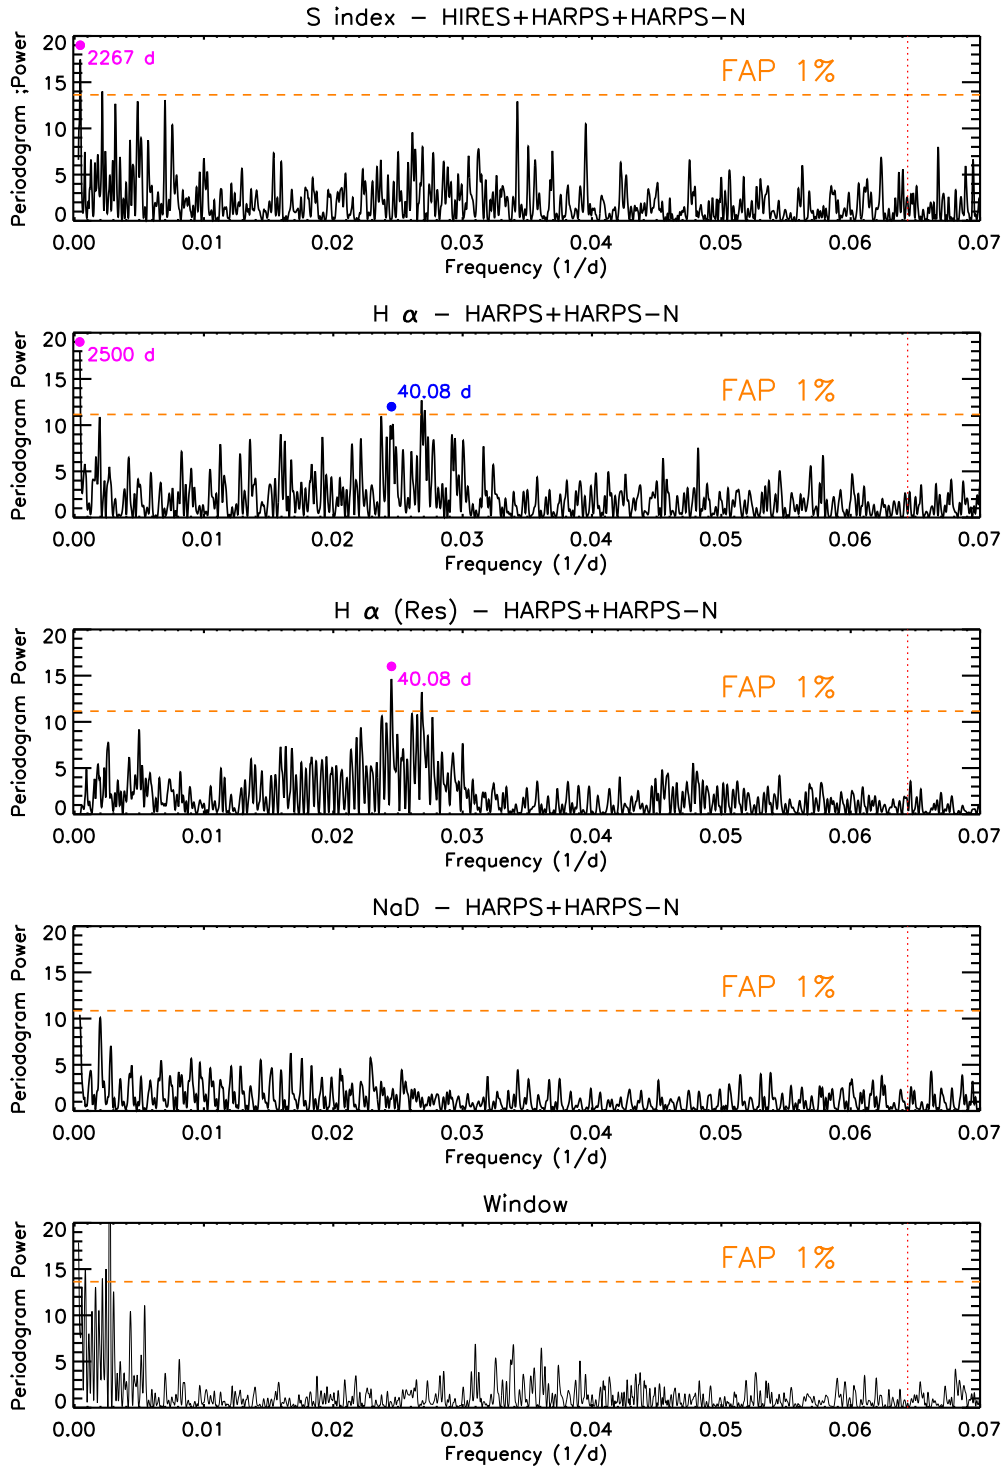 S index − HIRES+HARPS+HARPS−N
Periodogram ;Power
20
15
10
5
0
2267 d
FAP 1%
0.00 0.01 0.02 0.03 0.04 0.05 0.06 0.07
Frequency (1/d)
H α − HARPS+HARPS−N
Periodogram Power
20
15
10
5
0
2500 d
40.08 d
FAP 1%
0.00 0.01 0.02 0.03 0.04 0.05 0.06 0.07
Frequency (1/d)
H α (Res) − HARPS+HARPS−N
Periodogram Power
20
15
10
5
0
40.08 d
FAP 1%
0.00 0.01 0.02 0.03 0.04 0.05 0.06 0.07
Frequency (1/d)
NaD − HARPS+HARPS−N
Periodogram Power
20
15
10
5
0
FAP 1%
0.00 0.01 0.02 0.03 0.04 0.05 0.06 0.07
Frequency (1/d)
Window
Periodogram Power
20
15
10
5
0
FAP 1%
0.00 0.01 0.02 0.03 0.04 0.05 0.06 0.07
Frequency (1/d)